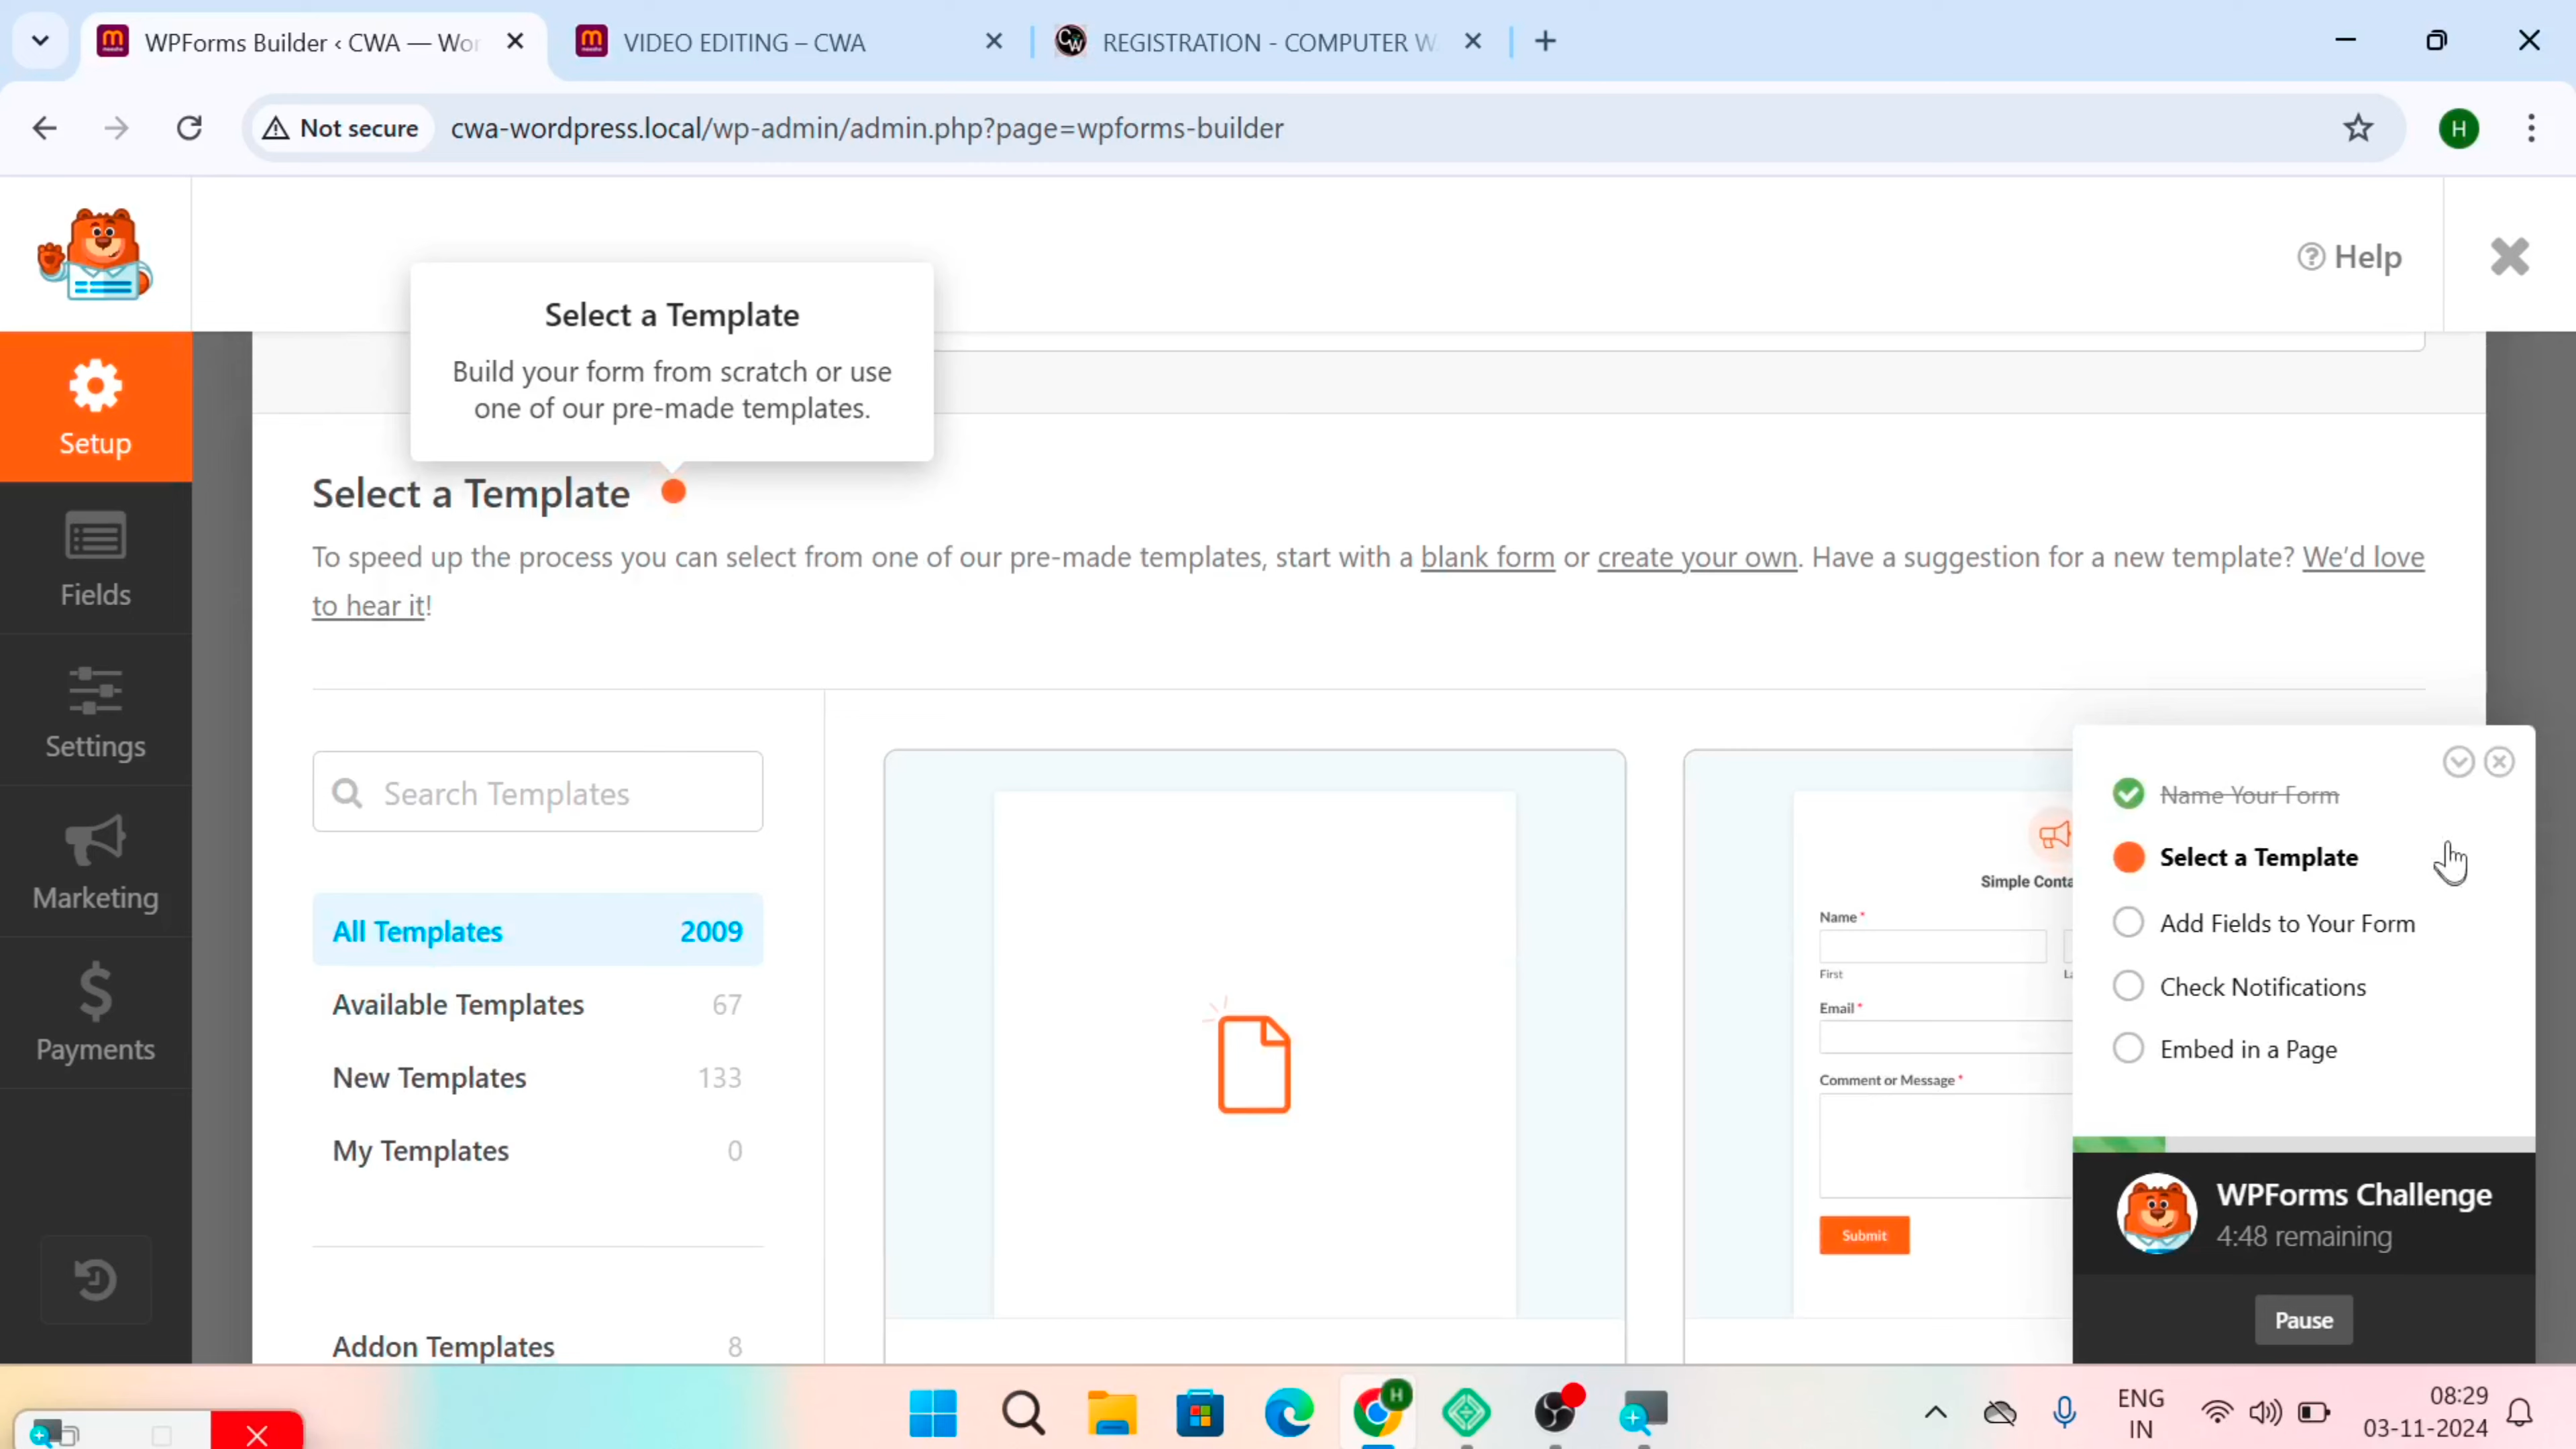 WPForms Builder ‹ CWA — Wor
VIDEO EDITING – CWA
REGISTRATION - COMPUTER W
Not secure
cwa-wordpress.local/wp-admin/admin.php?page=wpforms-builder
H
Help
Select a Template
Build your form from scratch or use
one of our pre-made templates.
Setup
Fields
Settings
Marketing
Payments
Select a Template
To speed up the process you can select from one of our pre-made templates, start with a blank form or create your own. Have a suggestion for a new template? We'd love
to hear it!
Search Templates
All Templates 2009
Available Templates 67
New Templates 133
My Templates 0
Addon Templates 8
Simple Conta
Name *
First
La
Email *
Comment or Message *
Submit
Name Your Form
Select a Template
Add Fields to Your Form
Check Notifications
Embed in a Page
WPForms Challenge
4:48 remaining
Pause
H
ENG
IN
08:29
03-11-2024